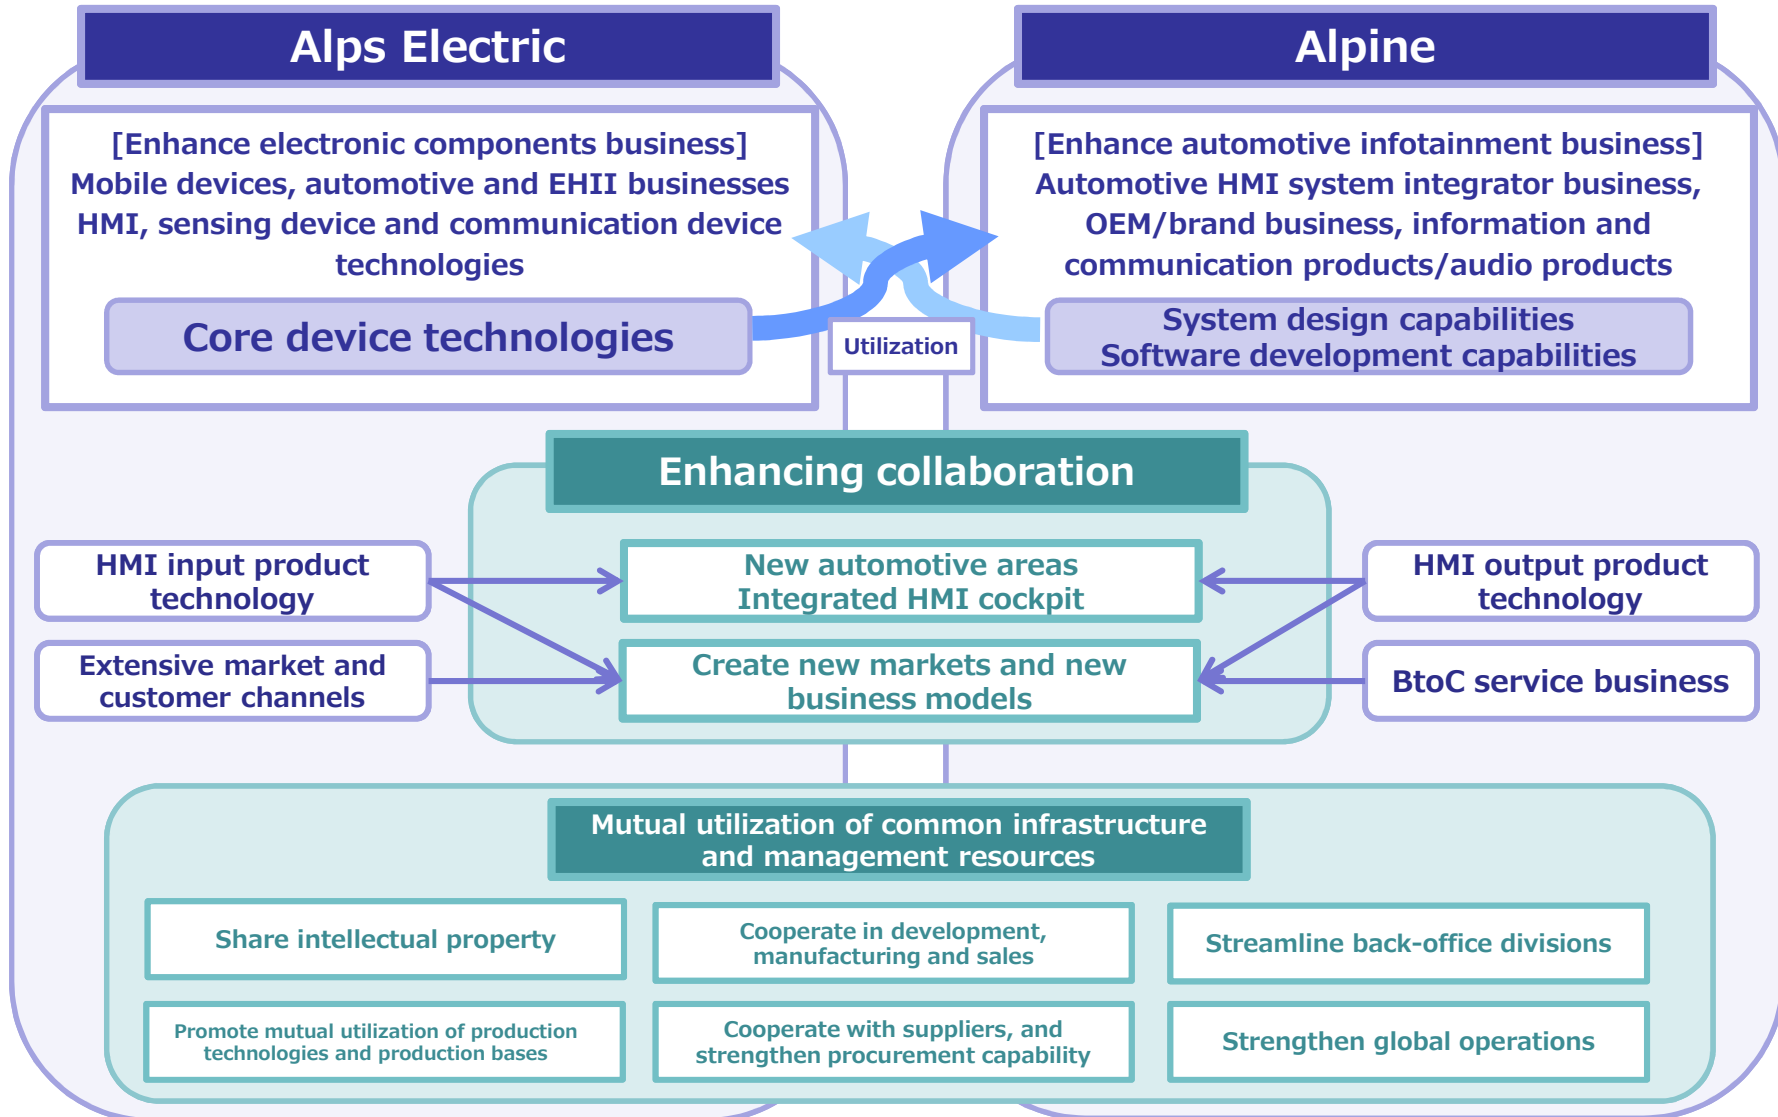 Alps Electric
Alpine
[Enhance electronic components business]
Mobile devices, automotive and EHII businesses
HMI, sensing device and communication device
technologies
Core device technologies
[Enhance automotive infotainment business]
Automotive HMI system integrator business,
OEM/brand business, information and
communication products/audio products
System design capabilities
Software development capabilities
Utilization
Enhancing collaboration
HMI input product
technology
Extensive market and
customer channels
New automotive areas
Integrated HMI cockpit
Create new markets and new
business models
HMI output product
technology
BtoC service business
Mutual utilization of common infrastructure
and management resources
Share intellectual property
Cooperate in development,
manufacturing and sales
Streamline back-office divisions
Promote mutual utilization of production
technologies and production bases
Cooperate with suppliers, and
strengthen procurement capability
Strengthen global operations